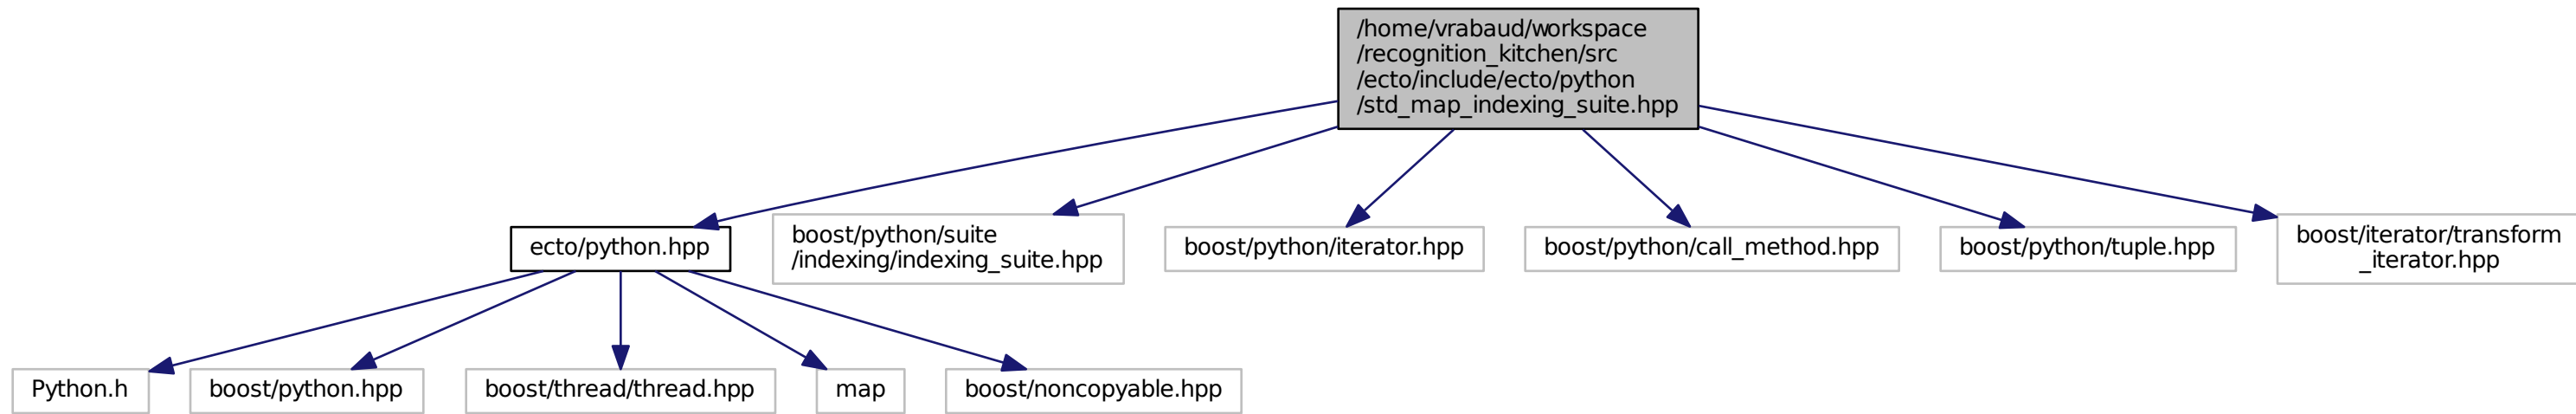 /home/vrabaud/workspace
/recognition_kitchen/src
/ecto/include/ecto/python
/std_map_indexing_suite.hpp
ecto/python.hpp
boost/python/suite
/indexing/indexing_suite.hpp
boost/python/iterator.hpp
boost/python/call_method.hpp
boost/python/tuple.hpp
boost/iterator/transform
_iterator.hpp
Python.h
boost/python.hpp
boost/thread/thread.hpp
map
boost/noncopyable.hpp